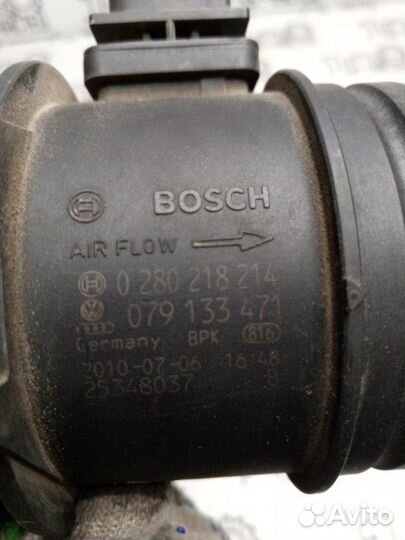 BOSCH
AIR FLOW
0 280 218 214
079 133 471
Germany BPK 816
2010-07-06 16:48
25348037 8
Avito